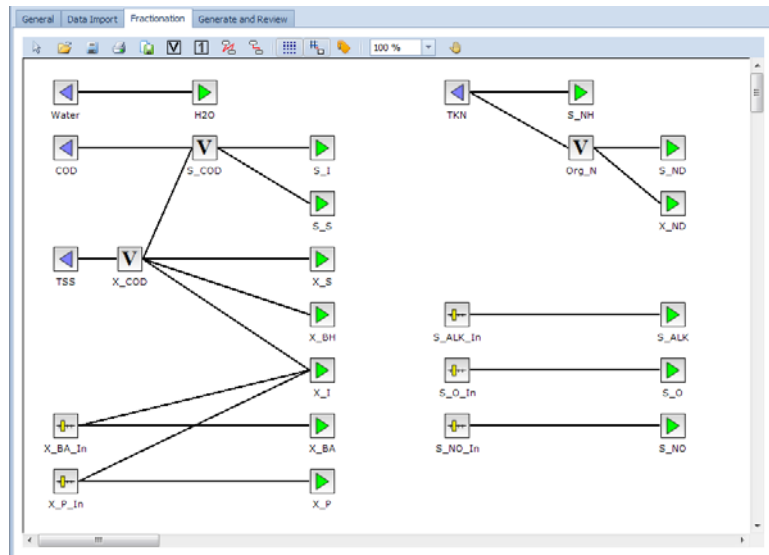 General Data Import Fractionation Generate and Review
V 1 100 %
Water H2O TKN S_NH
V V
COD S_COD S_I Org_N S_ND
S_S X_ND
V
TSS X_COD X_S
X_BH S_ALK_In S_ALK
X_I S_O_In S_O
X_BA_In X_BA S_NO_In S_NO
X_P_In X_P